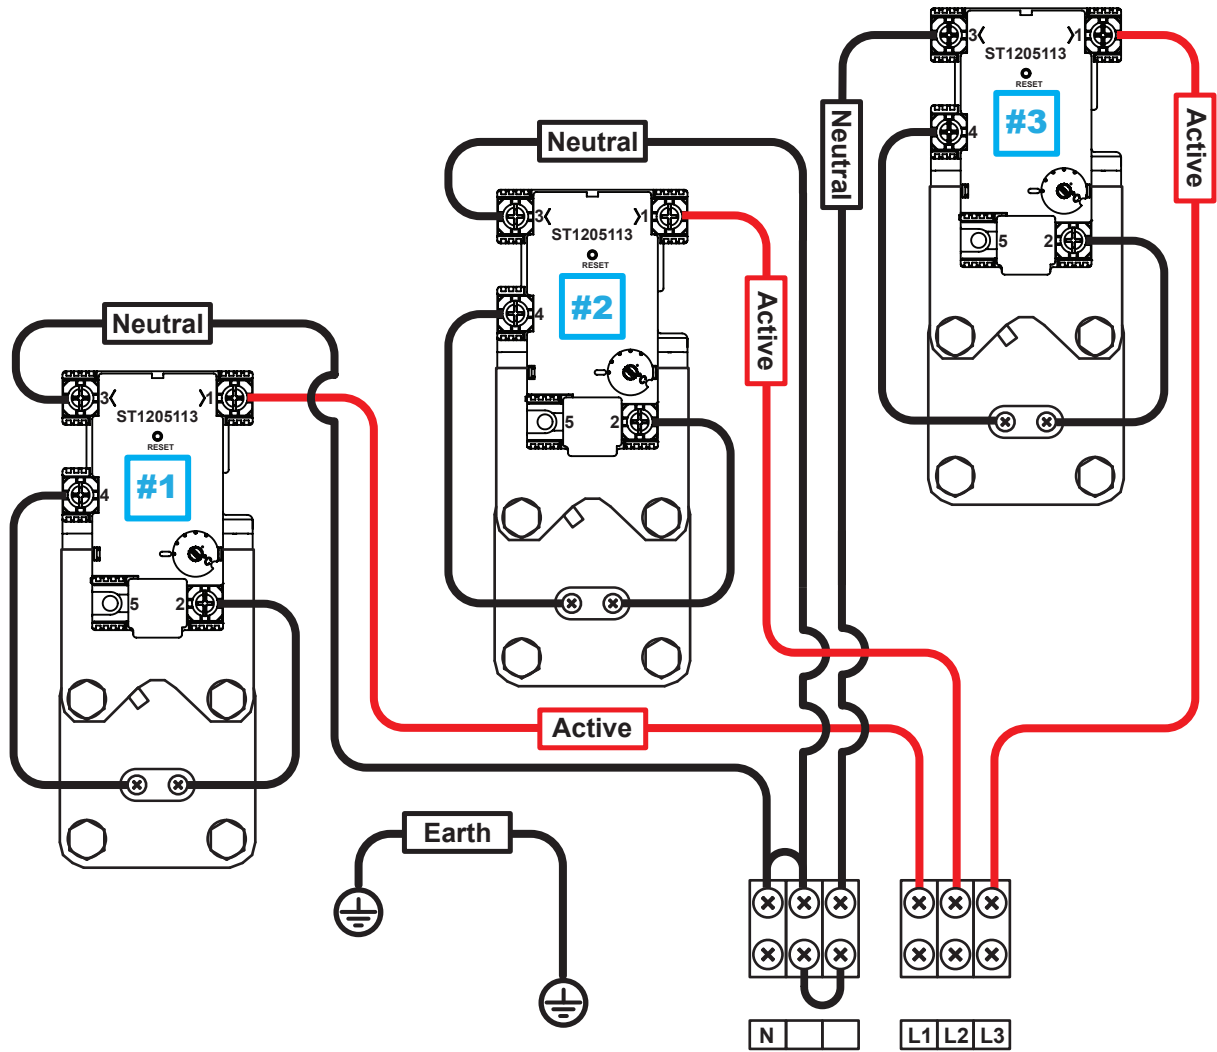 3 1
ST1205113
RESET
#3
4
5 2
Neutral
Active
Neutral
3 1
ST1205113
RESET
#2
4
5 2
Active
Neutral
3 1
ST1205113
RESET
#1
4
5 2
Active
Earth
N
L1 L2 L3